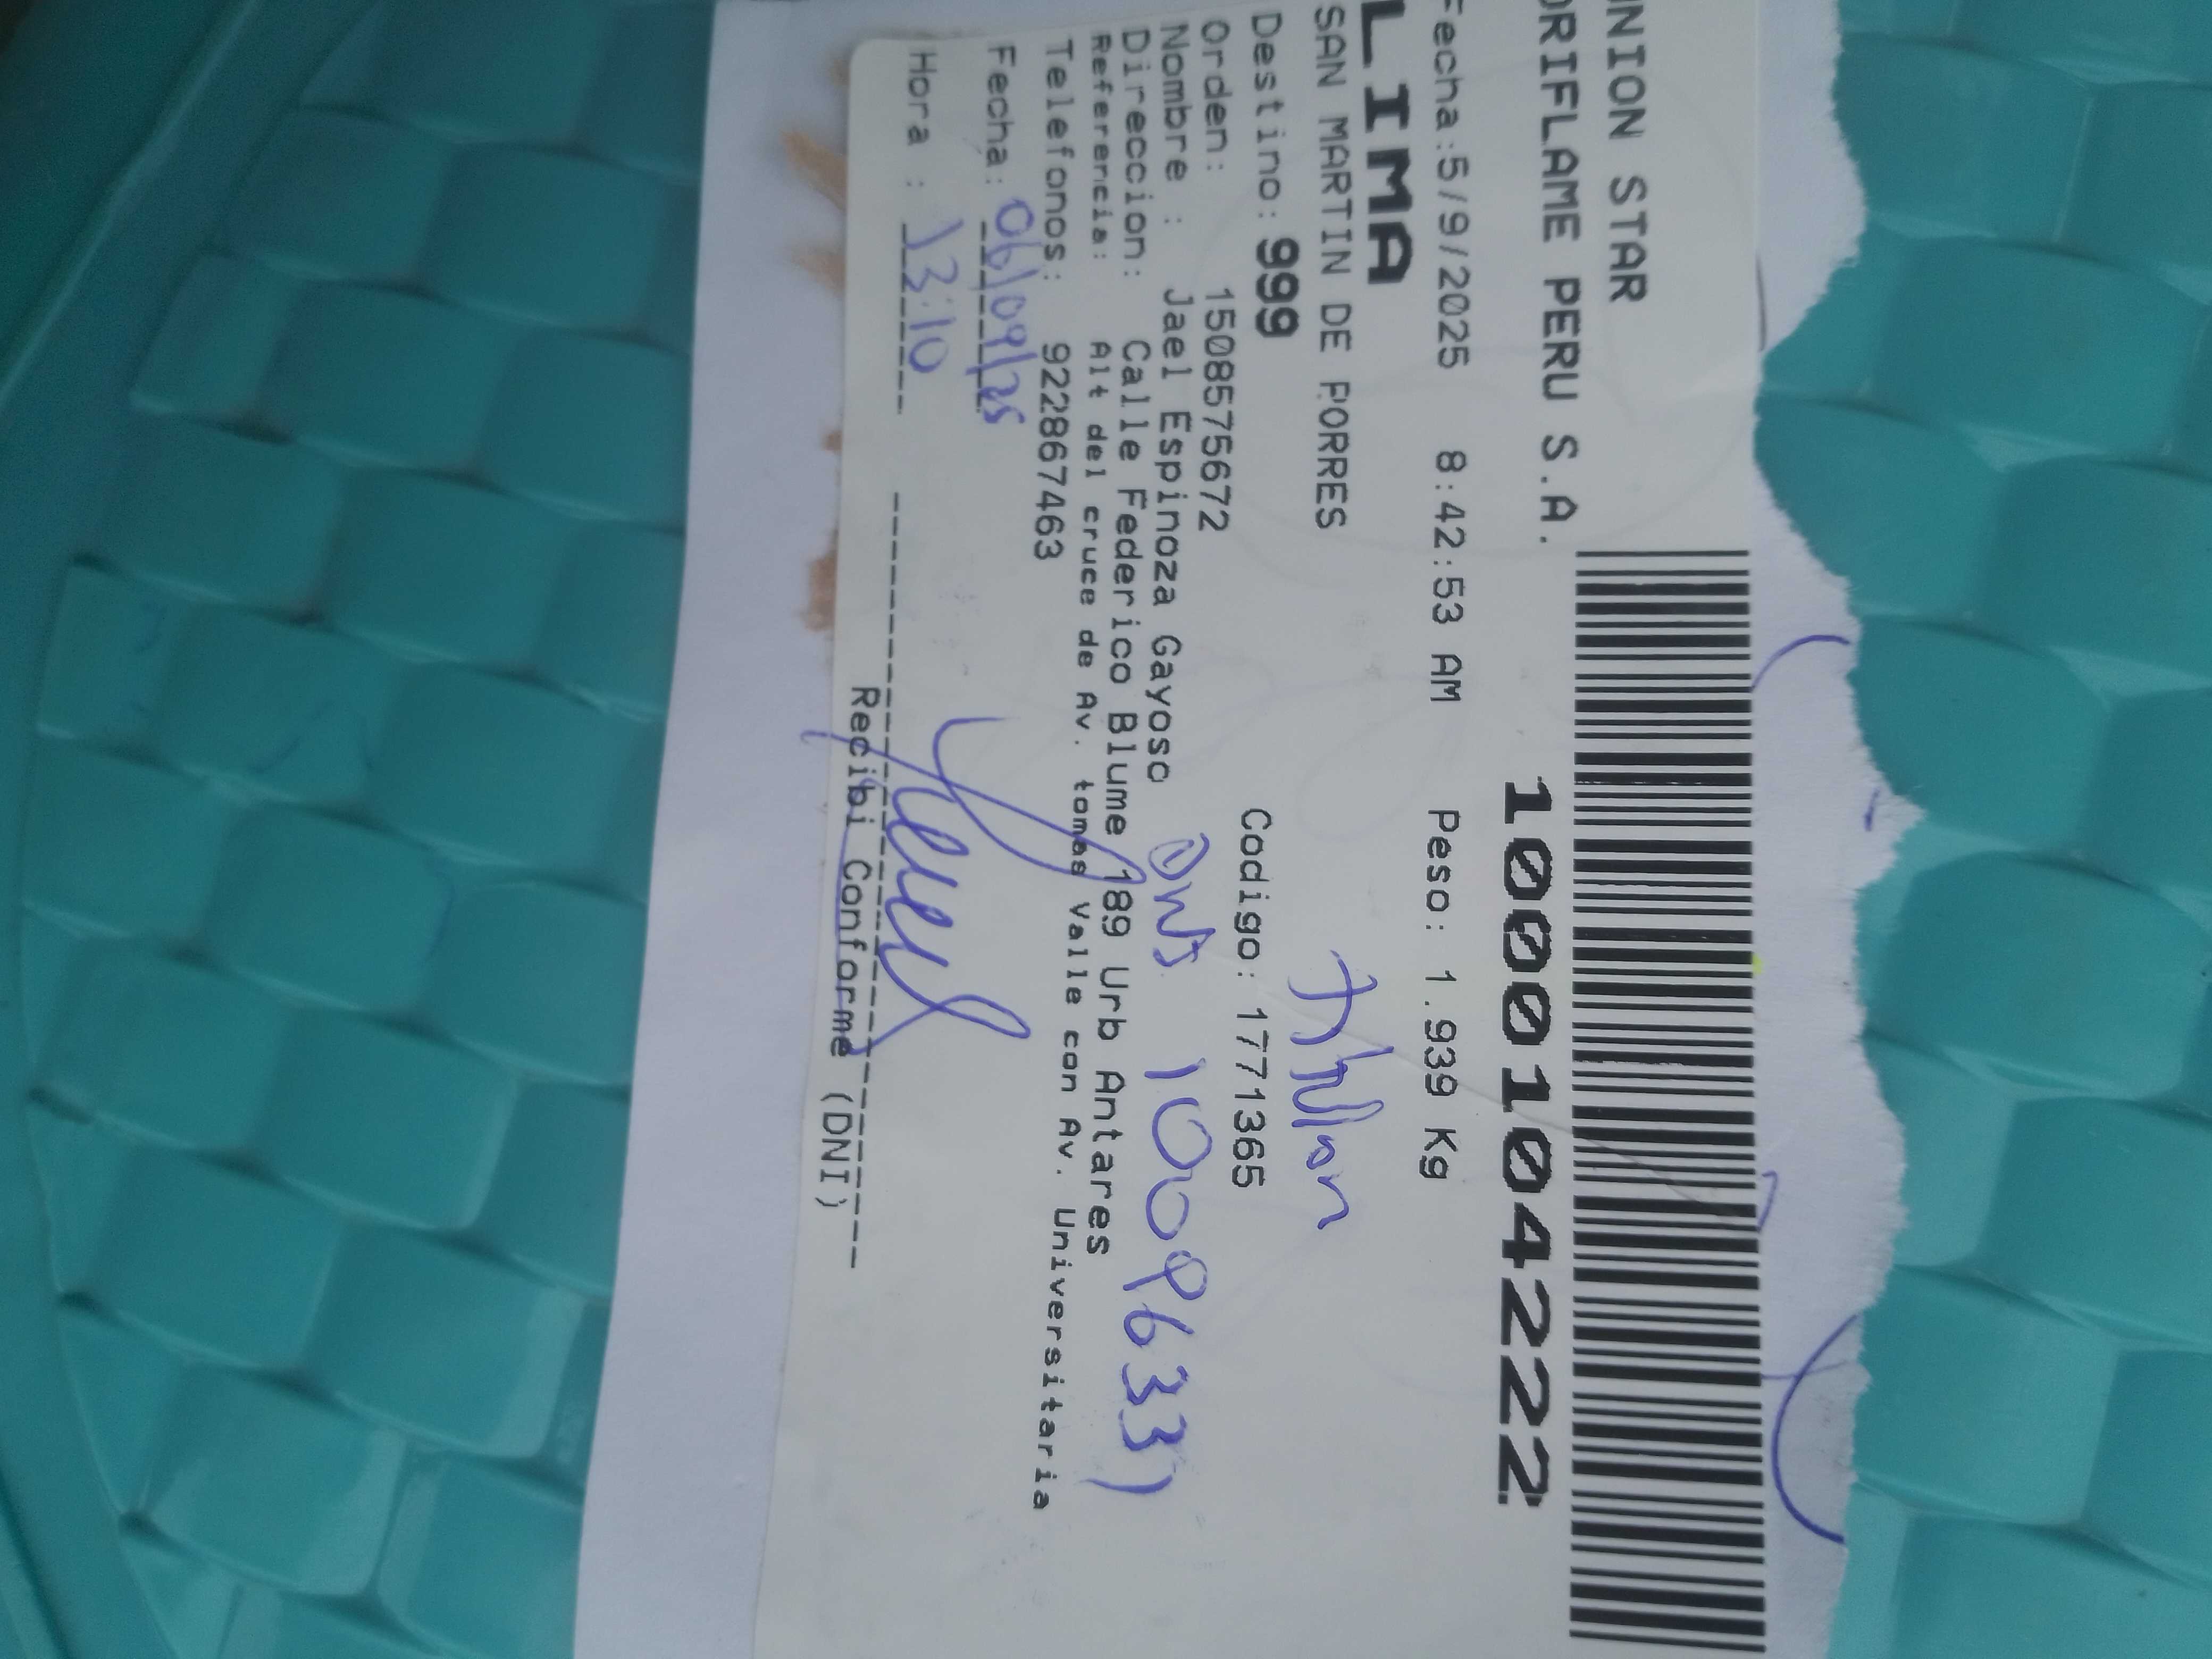 UNION STAR
ORIFLAME PERU S.A.
10001042222
Fecha:5/9/2025 8:42:53 AM Peso: 1.939 Kg
LIMA
SAN MARTIN DE PORRES
Destino: 999 Codigo: 1771365
Orden: 1508575672
Nombre : Jael Espinoza Gayoso
DNI 10096331
Direccion: Calle Federico Blume 189 Urb Antares
Referencia: Alt del cruce de Av. tomas Valle con Av. Universitaria
Telefonos: 922867463
Fecha: 06/09/25
Hora : 13:10
Recibi Conforme (DNI)